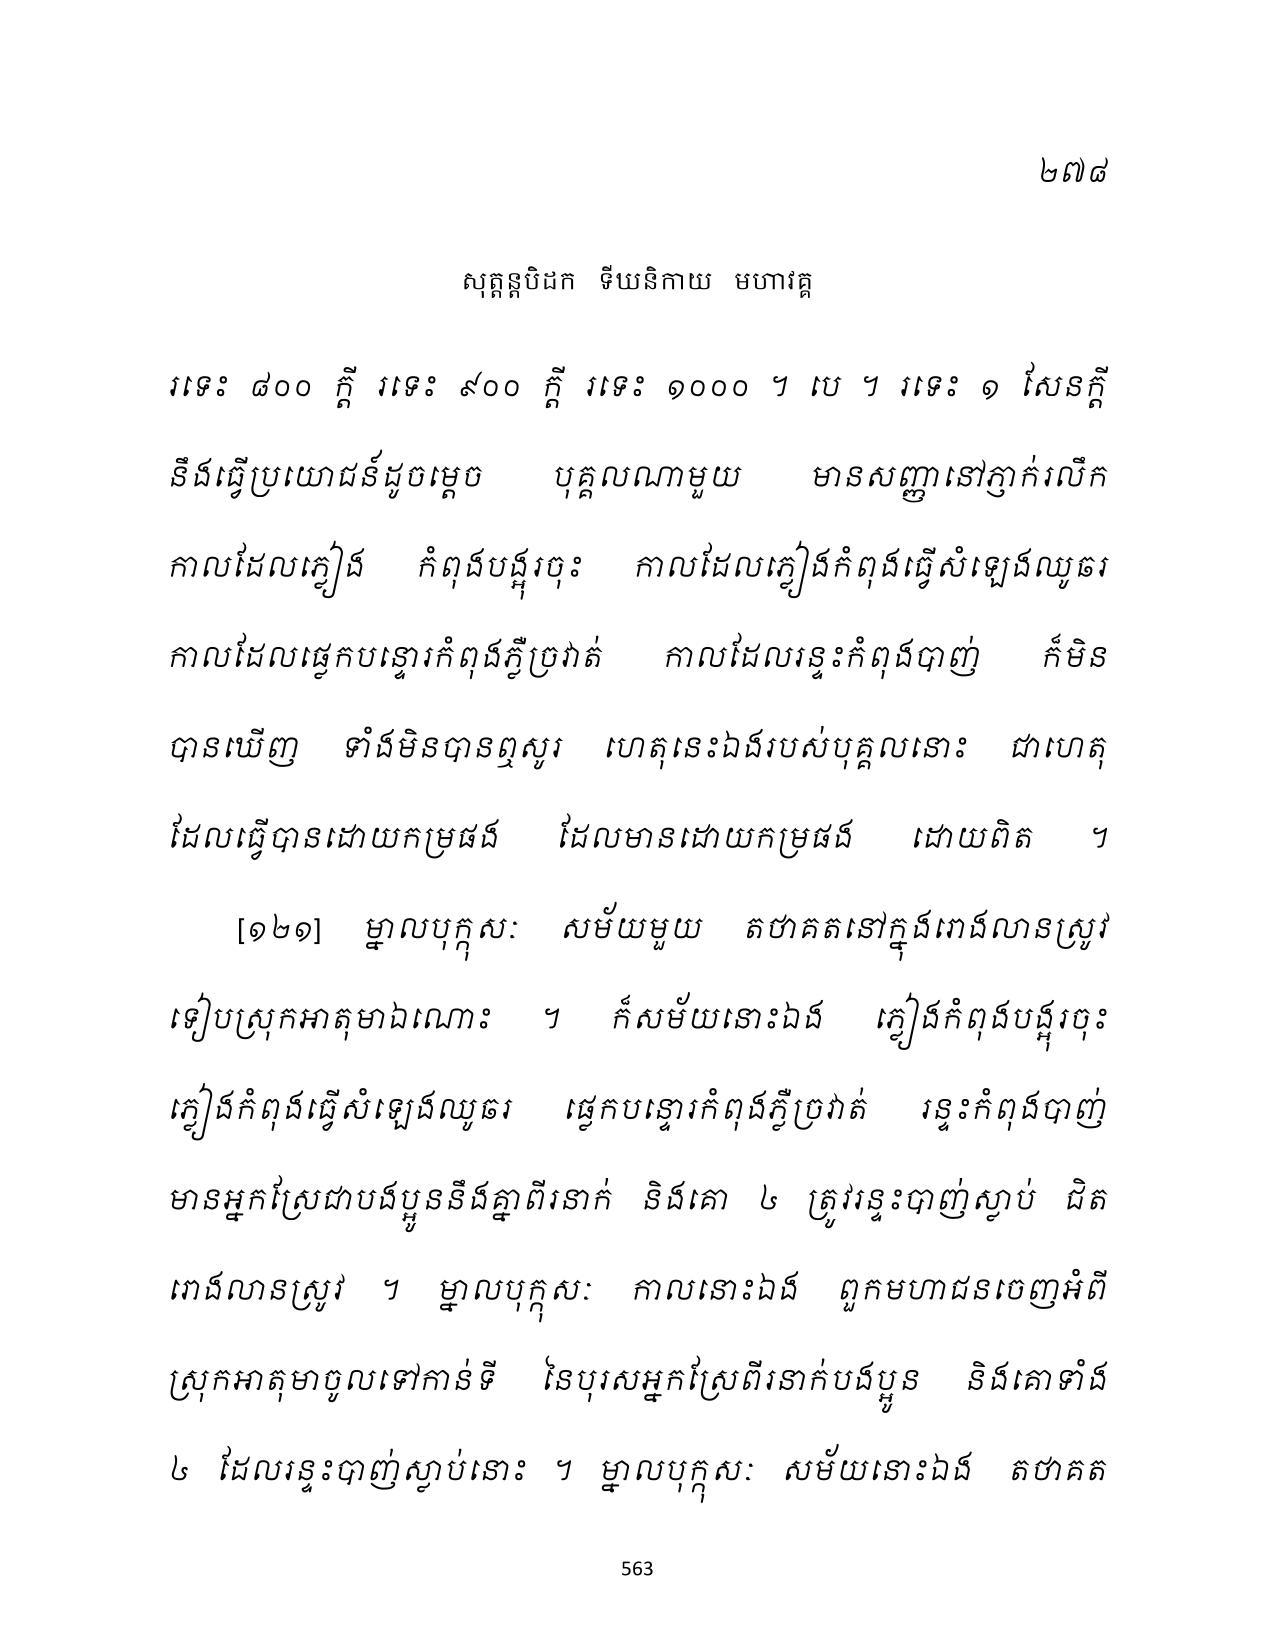 ២៧៨
សុត្តន្តបិដក ទីឃនិកាយ មហាវគ្គ
រទេះ ៨០០ ក្តី រទេះ ៩០០ ក្តី រទេះ ១០០០ ។ បេ ។ រទេះ ១ សែនក្តី
នឹងធ្វើប្រយោជន៍ដូចម្តេច បុគ្គលណាមួយ មានសញ្ញានៅភ្ញាក់រលឹក
កាលដែលភ្លៀង កំពុងបង្អុរចុះ កាលដែលភ្លៀងកំពុងធ្វើសំឡេងឈូឆរ
កាលដែលផ្លេកបន្ទោរកំពុងភ្លឺច្រវាត់ កាលដែលរន្ទះកំពុងបាញ់ ក៏មិន
បានឃើញ ទាំងមិនបានឮសូរ ហេតុនេះឯងរបស់បុគ្គលនោះ ជាហេតុ
ដែលធ្វើបានដោយកម្រផង ដែលមានដោយកម្រផង ដោយពិត ។
[១២១] ម្នាលបុក្កុសៈ សម័យមួយ តថាគតនៅក្នុងរោងលានស្រូវ
ទៀបស្រុកអាតុមាឯណោះ ។ ក៏សម័យនោះឯង ភ្លៀងកំពុងបង្អុរចុះ
ភ្លៀងកំពុងធ្វើសំឡេងឈូឆរ ផ្លេកបន្ទោរកំពុងភ្លឺច្រវាត់ រន្ទះកំពុងបាញ់
មានអ្នកស្រែជាបងប្អូននឹងគ្នាពីរនាក់ និងគោ ៤ ត្រូវរន្ទះបាញ់ស្លាប់ ជិត
រោងលានស្រូវ ។ ម្នាលបុក្កុសៈ កាលនោះឯង ពួកមហាជនចេញអំពី
ស្រុកអាតុមាចូលទៅកាន់ទី នៃបុរសអ្នកស្រែពីរនាក់បងប្អូន និងគោទាំង
៤ ដែលរន្ទះបាញ់ស្លាប់នោះ ។ ម្នាលបុក្កុសៈ សម័យនោះឯង តថាគត
563